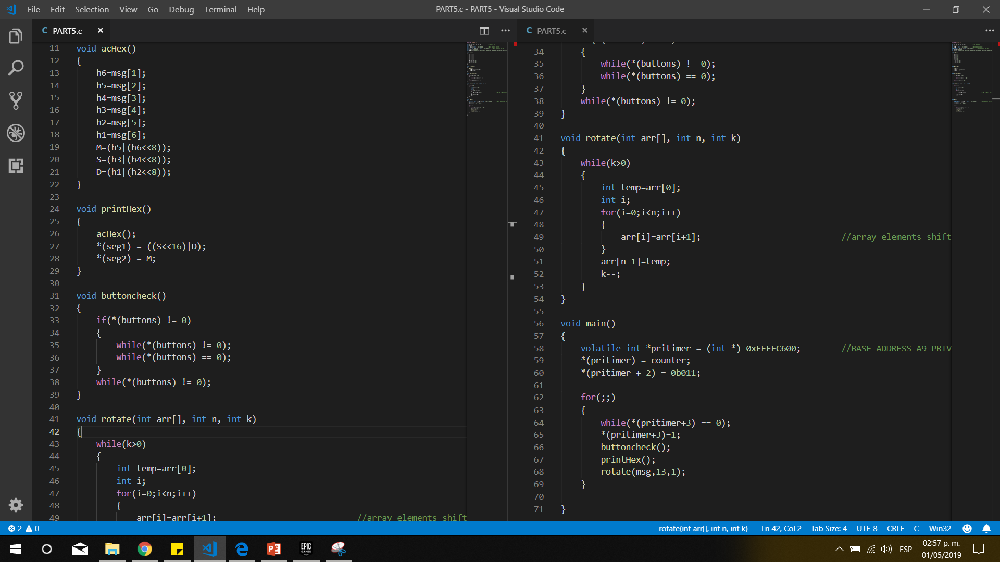 File Edit Selection View Go Debug Terminal Help
PART5.c - PART5 - Visual Studio Code
C PART5.c
11 void acHex()
12 {
13 h6=msg[1];
14 h5=msg[2];
15 h4=msg[3];
16 h3=msg[4];
17 h2=msg[5];
18 h1=msg[6];
19 M=(h5|(h6<<8));
20 S=(h3|(h4<<8));
21 D=(h1|(h2<<8));
22 }
23
24 void printHex()
25 {
26 acHex();
27 *(seg1) = ((S<<16)|D);
28 *(seg2) = M;
29 }
30
31 void buttoncheck()
32 {
33 if(*(buttons) != 0)
34 {
35 while(*(buttons) != 0);
36 while(*(buttons) == 0);
37 }
38 while(*(buttons) != 0);
39 }
40
41 void rotate(int arr[], int n, int k)
42 {
43 while(k>0)
44 {
45 int temp=arr[0];
46 int i;
47 for(i=0;i<n;i++)
48 {
49 arr[i]=arr[i+1]; //array elements shift
C PART5.c
34 {
35 while(*(buttons) != 0);
36 while(*(buttons) == 0);
37 }
38 while(*(buttons) != 0);
39 }
40
41 void rotate(int arr[], int n, int k)
42 {
43 while(k>0)
44 {
45 int temp=arr[0];
46 int i;
47 for(i=0;i<n;i++)
48 {
49 arr[i]=arr[i+1]; //array elements shift
50 }
51 arr[n-1]=temp;
52 k--;
53 }
54 }
55
56 void main()
57 {
58 volatile int *pritimer = (int *) 0xFFFEC600; //BASE ADDRESS A9 PRIV
59 *(pritimer) = counter;
60 *(pritimer + 2) = 0b011;
61
62 for(;;)
63 {
64 while(*(pritimer+3) == 0);
65 *(pritimer+3)=1;
66 buttoncheck();
67 printHex();
68 rotate(msg,13,1);
69 }
70
71 }
2 0 rotate(int arr[], int n, int k) Ln 42, Col 2 Tab Size: 4 UTF-8 CRLF C Win32
EPIC GAMES
ESP
02:57 p. m.
01/05/2019